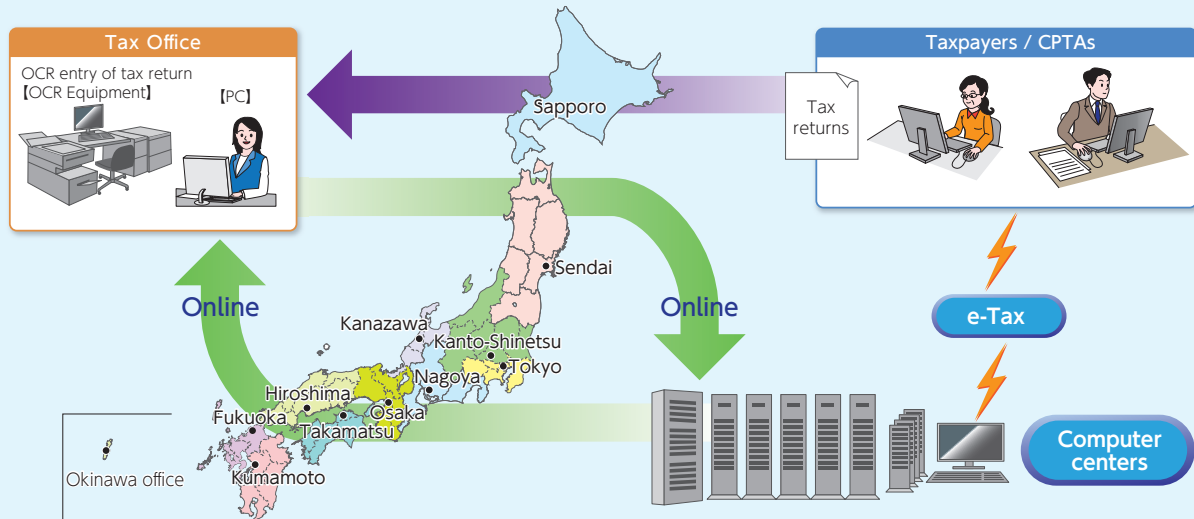 Tax Office
OCR entry of tax return
【OCR Equipment】
【PC】
Taxpayers / CPTAs
Tax
returns
Sapporo
Sendai
Online
Online
e-Tax
Kanazawa
Kanto-Shinetsu
Tokyo
Nagoya
Hiroshima
Osaka
Fukuoka
Takamatsu
Kumamoto
Okinawa office
Computer
centers